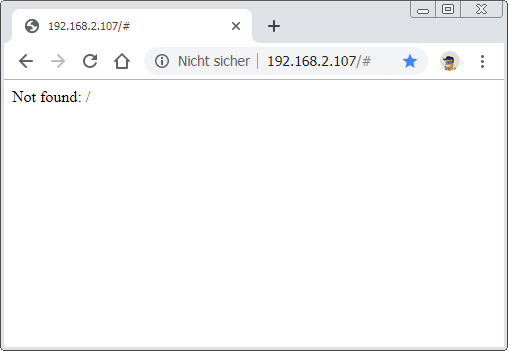 192.168.2.107/#
Nicht sicher 192.168.2.107/#
Not found: /